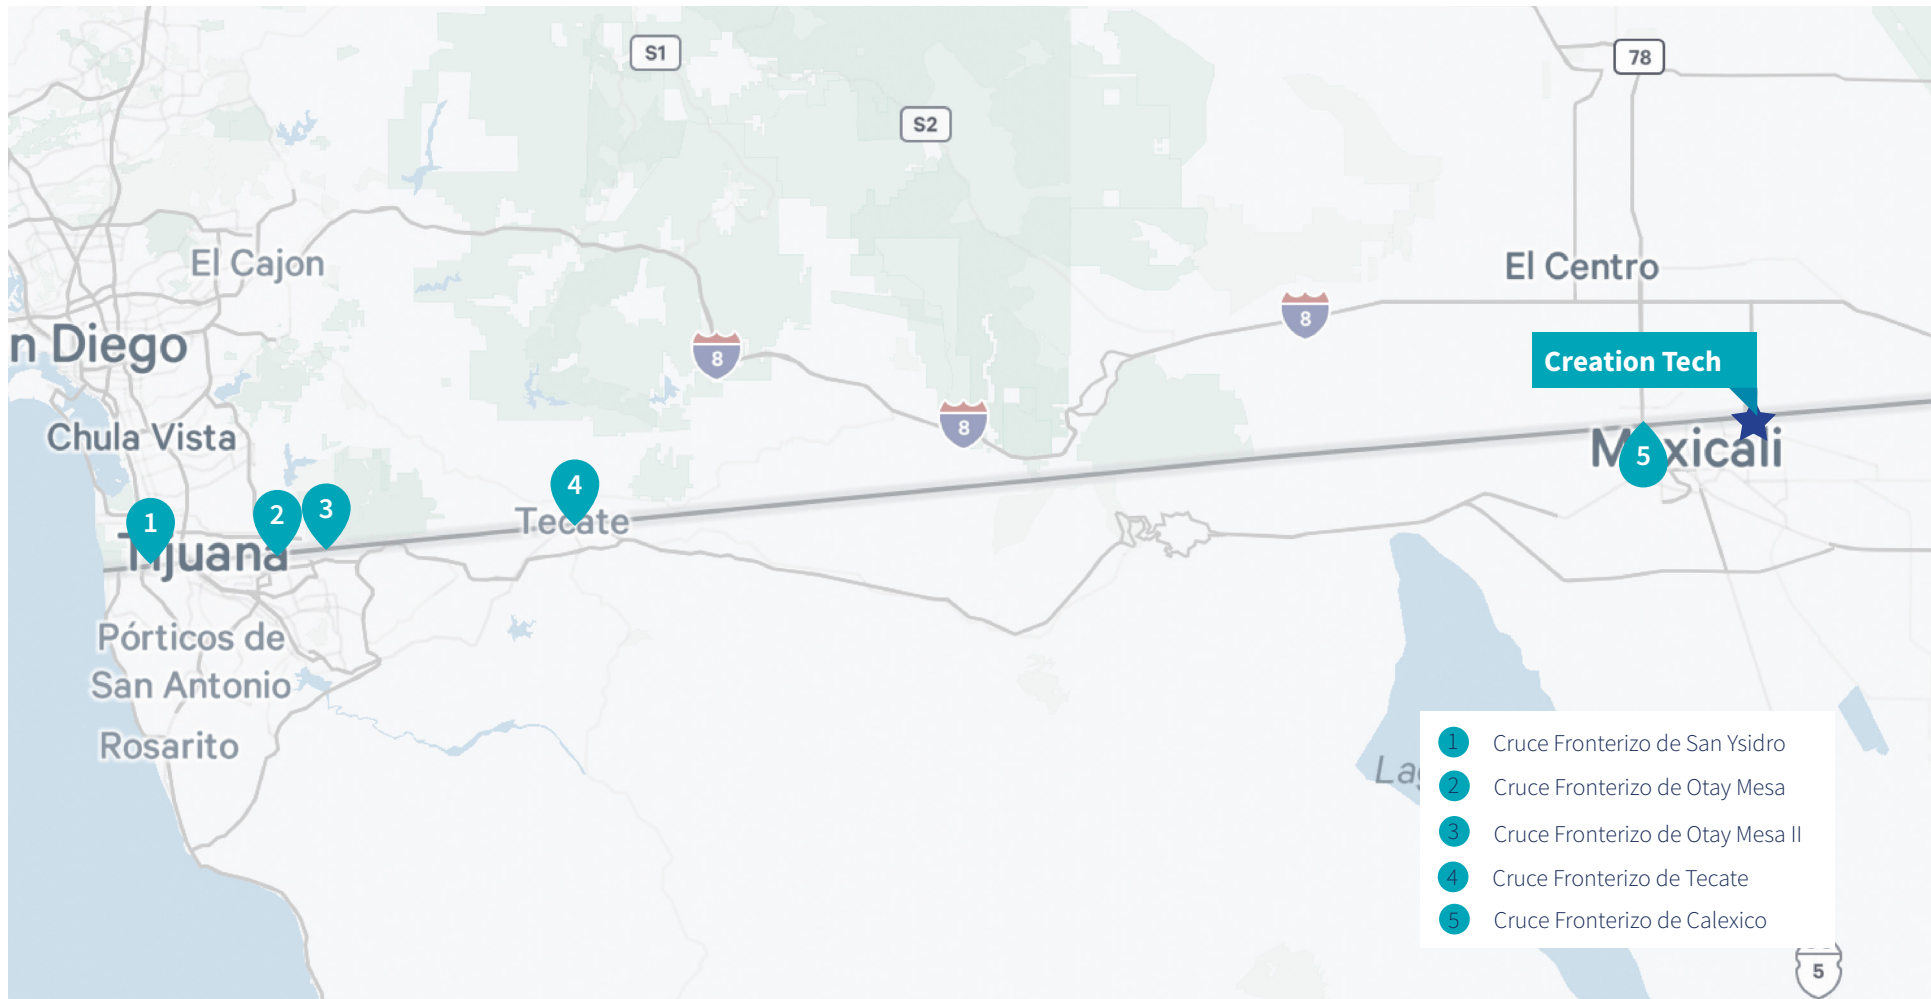 S1
78
S2
El Cajon
El Centro
8
n Diego
8
Creation Tech
8
Chula Vista
Mexicali
5
4
3
2
1
Tecate
Tijuana
Pórticos de
San Antonio
Rosarito
1 Cruce Fronterizo de San Ysidro
Lag
2 Cruce Fronterizo de Otay Mesa
3 Cruce Fronterizo de Otay Mesa II
4 Cruce Fronterizo de Tecate
5 Cruce Fronterizo de Calexico
5